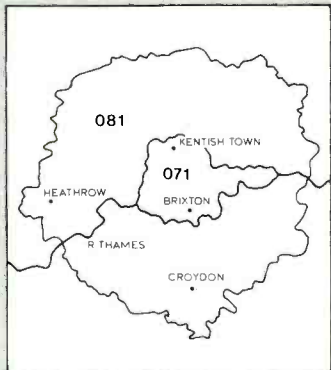 081
KENTISH TOWN
071
HEATHROW
BRIXTON
R THAMES
CROYDON